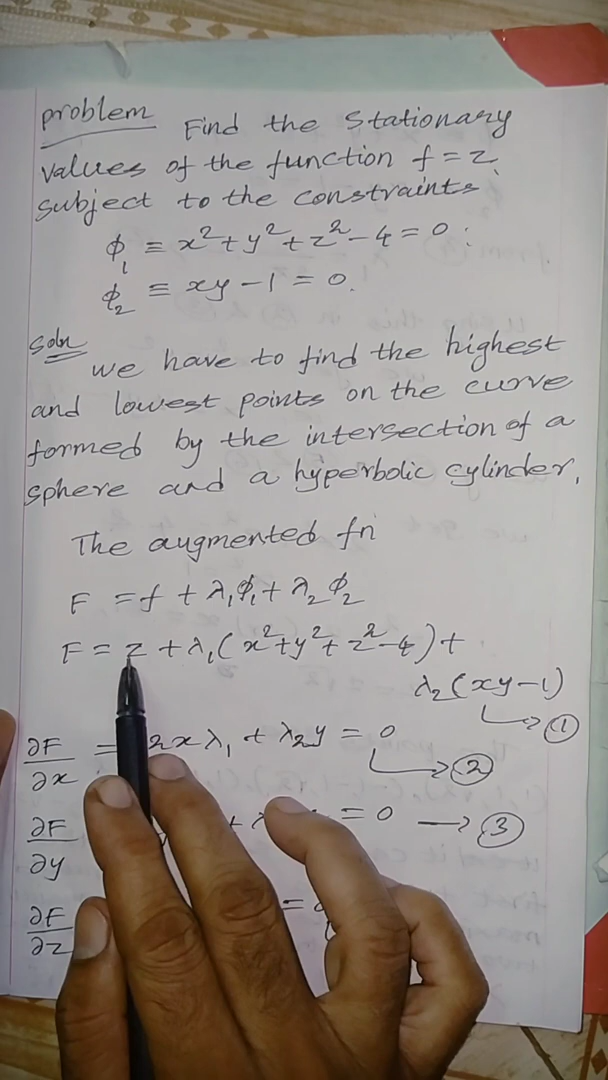 problem Find the stationary
values of the function f = z,
subject to the constraints
ϕ₁ ≡ x² + y² + z² - 4 = 0 :
ϕ₂ ≡ xy - 1 = 0.
Soln
we have to find the highest
and lowest points on the curve
formed by the intersection of a
sphere and a hyperbolic cylinder.
The augmented fn
F = f + λ₁ϕ₁ + λ₂ϕ₂
F = z + λ₁(x² + y² + z² - 4) +
λ₂(xy - 1)
→ ①
∂F/∂x = 2xλ₁ + λ₂y = 0
→ ②
∂F/∂y + λ = 0 → ③
∂F/∂z =